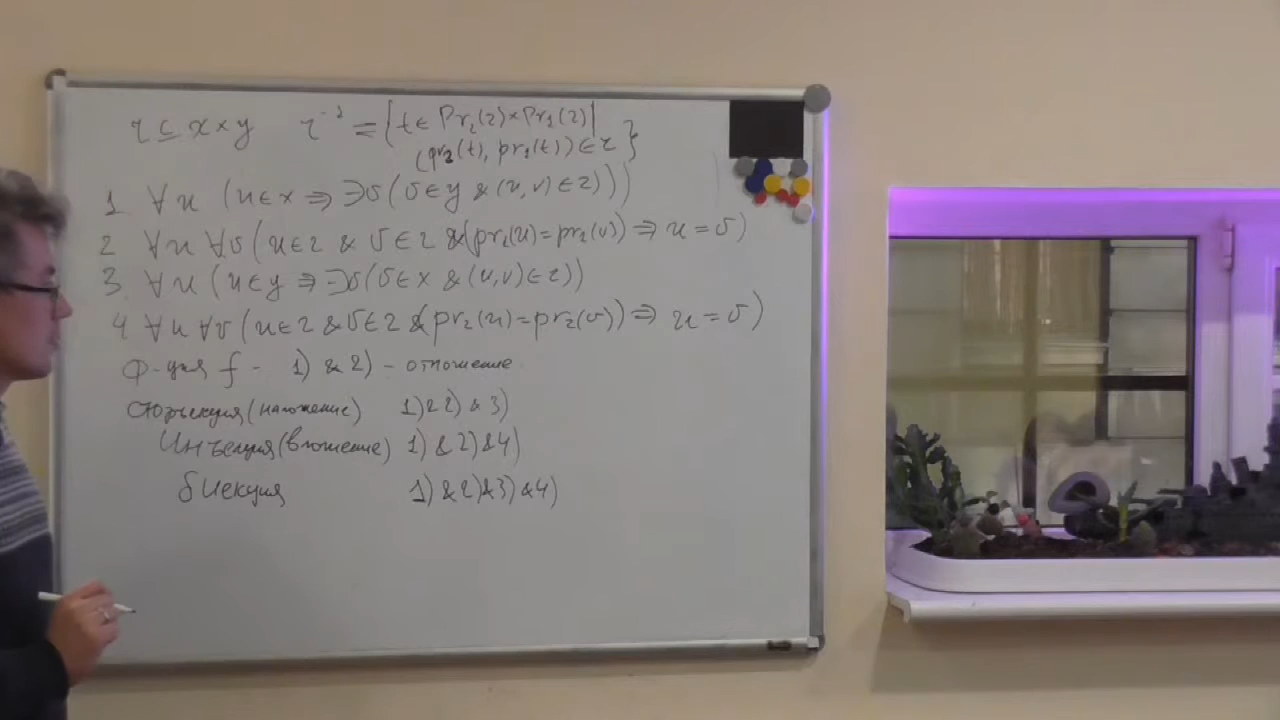 r ⊆ x × y r⁻¹ = {t ∈ Pr₂(r) × Pr₁(r) |
(pr₂(t), pr₁(t)) ∈ r}
1 ∀u (u ∈ x ⇒ ∃v (v ∈ y & (u, v) ∈ r))
2 ∀u ∀v (u ∈ r & v ∈ r & (pr₁(u) = pr₁(v)) ⇒ u = v)
3 ∀u (u ∈ y ⇒ ∃v (v ∈ x & (v, u) ∈ r))
4 ∀u ∀v (u ∈ r & v ∈ r & (pr₂(u) = pr₂(v)) ⇒ u = v)
Ф-ция f - 1) & 2) - отношение
Сюръекция (наложение) 1) & 2) & 3)
Инъекция (вложение) 1) & 2) & 4)
биекция 1) & 2) & 3) & 4)